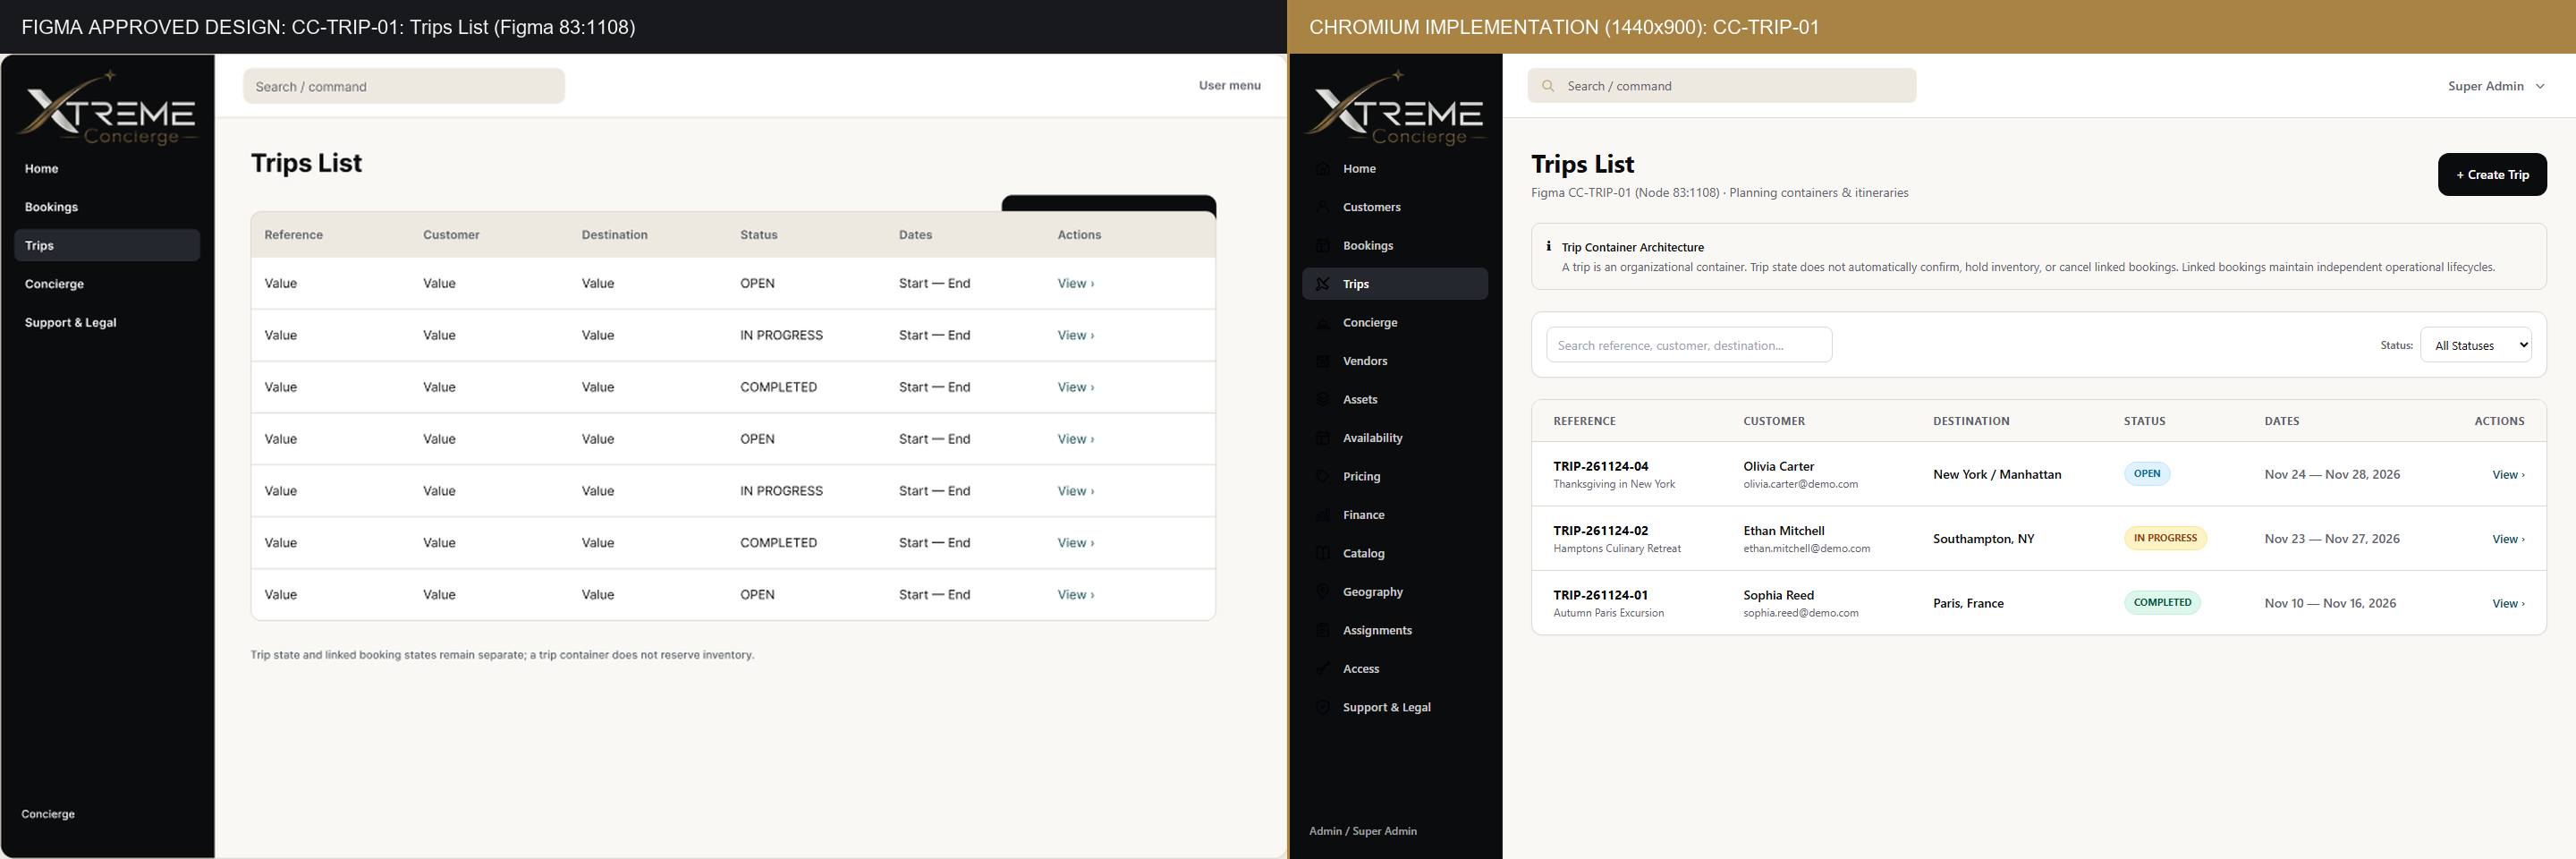 FIGMA APPROVED DESIGN: CC-TRIP-01: Trips List (Figma 83:1108)
XTREME
Concierge
Home
Bookings
Trips
Concierge
Support & Legal
Concierge
Search / command
User menu
Trips List
Reference Customer Destination Status Dates Actions
Value Value Value OPEN Start — End View ›
Value Value Value IN PROGRESS Start — End View ›
Value Value Value COMPLETED Start — End View ›
Value Value Value OPEN Start — End View ›
Value Value Value IN PROGRESS Start — End View ›
Value Value Value COMPLETED Start — End View ›
Value Value Value OPEN Start — End View ›
Trip state and linked booking states remain separate; a trip container does not reserve inventory.
CHROMIUM IMPLEMENTATION (1440x900): CC-TRIP-01
XTREME
Concierge
Home
Customers
Bookings
Trips
Concierge
Vendors
Assets
Availability
Pricing
Finance
Catalog
Geography
Assignments
Access
Support & Legal
Admin / Super Admin
Search / command
Super Admin
Trips List
Figma CC-TRIP-01 (Node 83:1108) · Planning containers & itineraries
+ Create Trip
Trip Container Architecture
A trip is an organizational container. Trip state does not automatically confirm, hold inventory, or cancel linked bookings. Linked bookings maintain independent operational lifecycles.
Search reference, customer, destination...
Status: All Statuses
REFERENCE CUSTOMER DESTINATION STATUS DATES ACTIONS
TRIP-261124-04 Olivia Carter New York / Manhattan OPEN Nov 24 — Nov 28, 2026 View ›
Thanksgiving in New York olivia.carter@demo.com
TRIP-261124-02 Ethan Mitchell Southampton, NY IN PROGRESS Nov 23 — Nov 27, 2026 View ›
Hamptons Culinary Retreat ethan.mitchell@demo.com
TRIP-261124-01 Sophia Reed Paris, France COMPLETED Nov 10 — Nov 16, 2026 View ›
Autumn Paris Excursion sophia.reed@demo.com